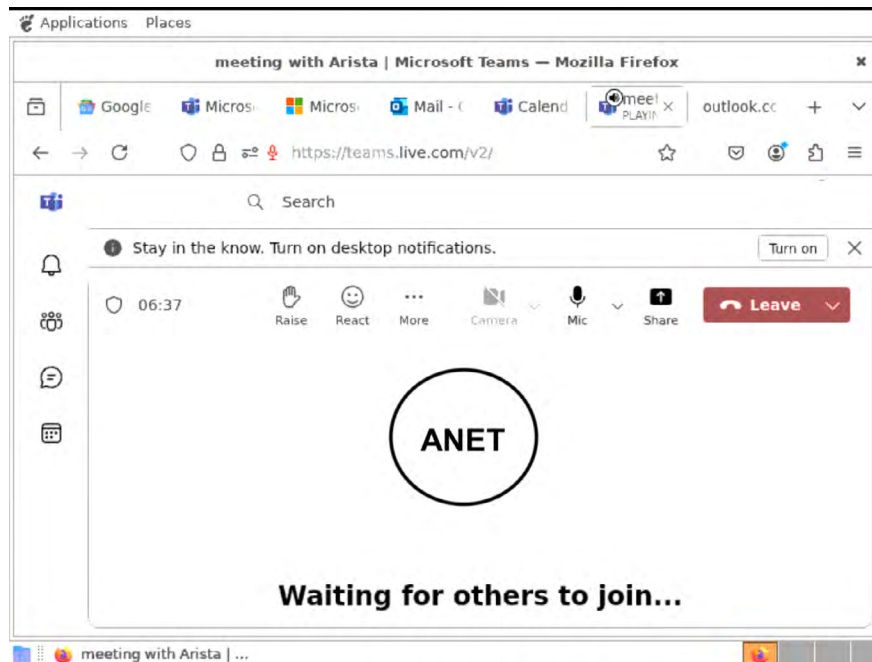 Applications Places
meeting with Arista | Microsoft Teams — Mozilla Firefox
Google Micros Micros Mail - ( Calend meet outlook.cc
PLAYIN
https://teams.live.com/v2/
Search
Stay in the know. Turn on desktop notifications. Turn on
06:37
Raise React More Camera Mic Share Leave
ANET
Waiting for others to join...
meeting with Arista | ...